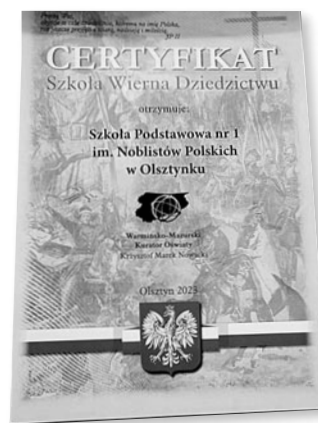 JP II
CERTYFIKAT
Szkoła Wierna Dziedzictwu
otrzymuje:
Szkoła Podstawowa nr 1
im. Noblistów Polskich
w Olsztynku
Warmińsko-Mazurski
Kurator Oświaty
Krzysztof Marek Nowacki
Olsztyn 2023